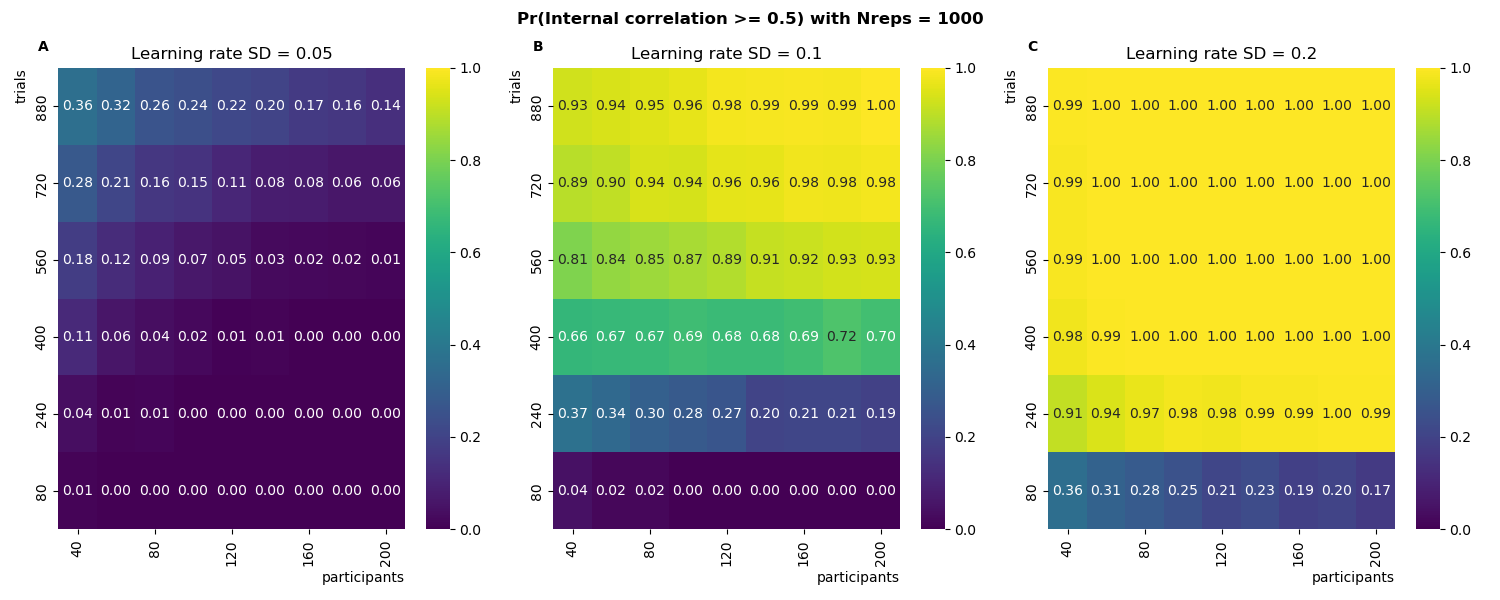 Pr(Internal correlation >= 0.5) with Nreps = 1000
A
Learning rate SD = 0.05
trials
880
0.36 0.32 0.26 0.24 0.22 0.20 0.17 0.16 0.14
720
0.28 0.21 0.16 0.15 0.11 0.08 0.08 0.06 0.06
560
0.18 0.12 0.09 0.07 0.05 0.03 0.02 0.02 0.01
400
0.11 0.06 0.04 0.02 0.01 0.01 0.00 0.00 0.00
240
0.04 0.01 0.01 0.00 0.00 0.00 0.00 0.00 0.00
80
0.01 0.00 0.00 0.00 0.00 0.00 0.00 0.00 0.00
40 80 120 160 200
participants
1.0
0.8
0.6
0.4
0.2
0.0
B
Learning rate SD = 0.1
trials
880
0.93 0.94 0.95 0.96 0.98 0.99 0.99 0.99 1.00
720
0.89 0.90 0.94 0.94 0.96 0.96 0.98 0.98 0.98
560
0.81 0.84 0.85 0.87 0.89 0.91 0.92 0.93 0.93
400
0.66 0.67 0.67 0.69 0.68 0.68 0.69 0.72 0.70
240
0.37 0.34 0.30 0.28 0.27 0.20 0.21 0.21 0.19
80
0.04 0.02 0.02 0.00 0.00 0.00 0.00 0.00 0.00
40 80 120 160 200
participants
1.0
0.8
0.6
0.4
0.2
0.0
C
Learning rate SD = 0.2
trials
880
0.99 1.00 1.00 1.00 1.00 1.00 1.00 1.00 1.00
720
0.99 1.00 1.00 1.00 1.00 1.00 1.00 1.00 1.00
560
0.99 1.00 1.00 1.00 1.00 1.00 1.00 1.00 1.00
400
0.98 0.99 1.00 1.00 1.00 1.00 1.00 1.00 1.00
240
0.91 0.94 0.97 0.98 0.98 0.99 0.99 1.00 0.99
80
0.36 0.31 0.28 0.25 0.21 0.23 0.19 0.20 0.17
40 80 120 160 200
participants
1.0
0.8
0.6
0.4
0.2
0.0